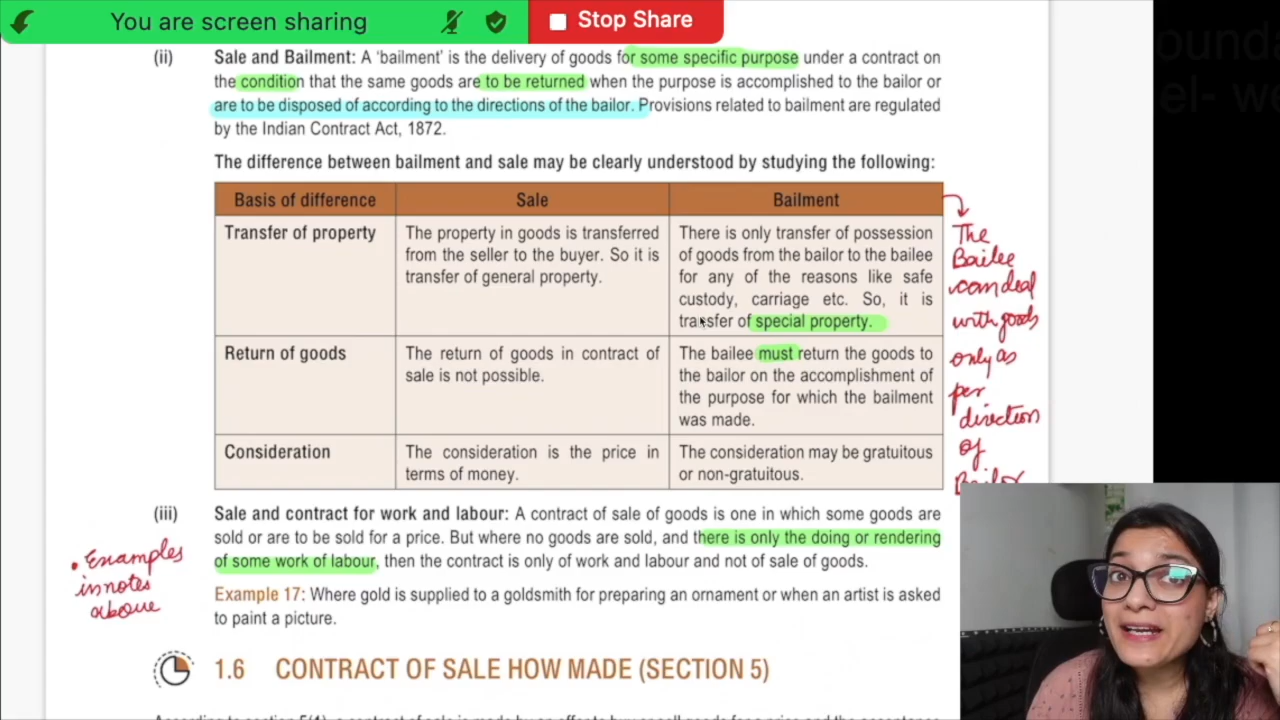 You are screen sharing
Stop Share
(ii) Sale and Bailment: A ‘bailment’ is the delivery of goods for some specific purpose under a contract on
the condition that the same goods are to be returned when the purpose is accomplished to the bailor or
are to be disposed of according to the directions of the bailor. Provisions related to bailment are regulated
by the Indian Contract Act, 1872.
The difference between bailment and sale may be clearly understood by studying the following:
Basis of difference Sale Bailment
Transfer of property
The property in goods is transferred
from the seller to the buyer. So it is
transfer of general property.
There is only transfer of possession
of goods from the bailor to the bailee
for any of the reasons like safe
custody, carriage etc. So, it is
transfer of special property.
Return of goods
The return of goods in contract of
sale is not possible.
The bailee must return the goods to
the bailor on the accomplishment of
the purpose for which the bailment
was made.
Consideration
The consideration is the price in
terms of money.
The consideration may be gratuitous
or non-gratuitous.
The
Bailee
can deal
with goods
only as
per
direction
of
Bailor
(iii) Sale and contract for work and labour: A contract of sale of goods is one in which some goods are
sold or are to be sold for a price. But where no goods are sold, and there is only the doing or rendering
of some work of labour, then the contract is only of work and labour and not of sale of goods.
• Examples
in notes
above
Example 17: Where gold is supplied to a goldsmith for preparing an ornament or when an artist is asked
to paint a picture.
1.6 CONTRACT OF SALE HOW MADE (SECTION 5)